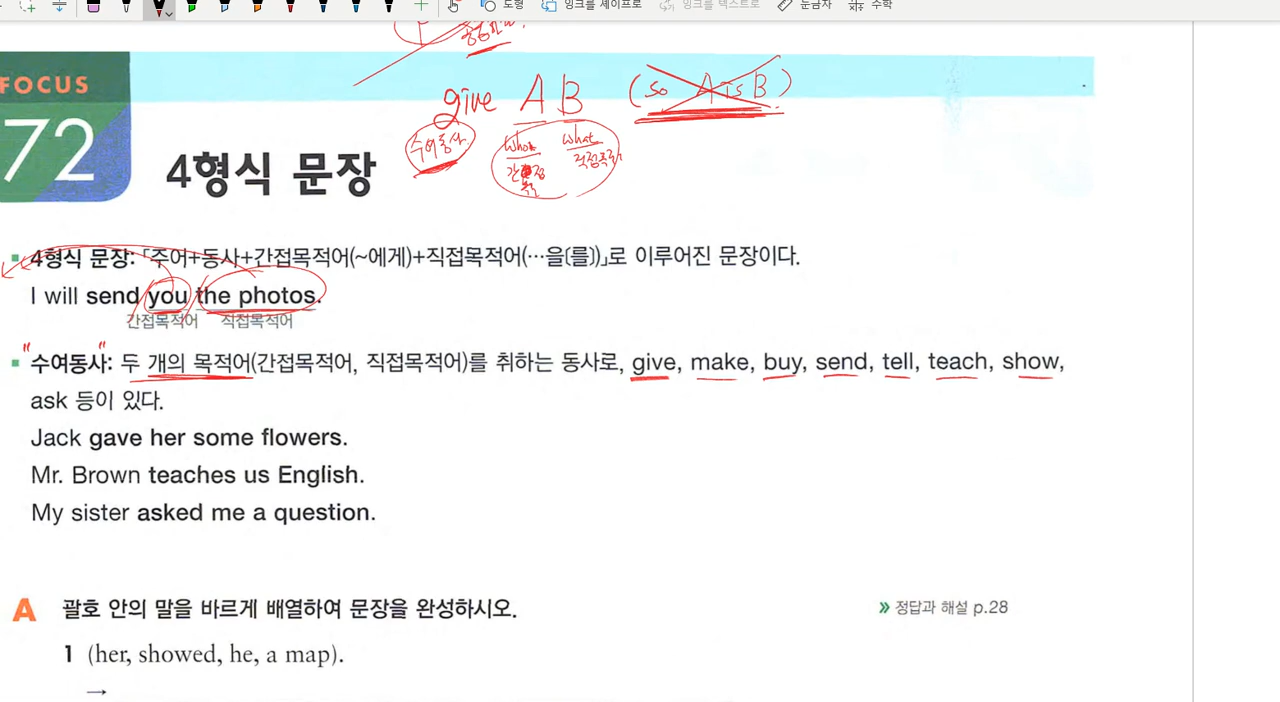 도형 잉크를 셰이프로 잉크를 텍스트로 눈금자 수학
give A B (so A is B)
수여동사 whom what
직접목적어
FOCUS
72
4형식 문장
4형식 문장: 「주어+동사+간접목적어(~에게)+직접목적어(…을〔를〕)」로 이루어진 문장이다.
I will send you the photos.
간접목적어 직접목적어
"수여동사": 두 개의 목적어(간접목적어, 직접목적어)를 취하는 동사로, give, make, buy, send, tell, teach, show,
ask 등이 있다.
Jack gave her some flowers.
Mr. Brown teaches us English.
My sister asked me a question.
A 괄호 안의 말을 바르게 배열하여 문장을 완성하시오.
» 정답과 해설 p.28
1 (her, showed, he, a map).
→